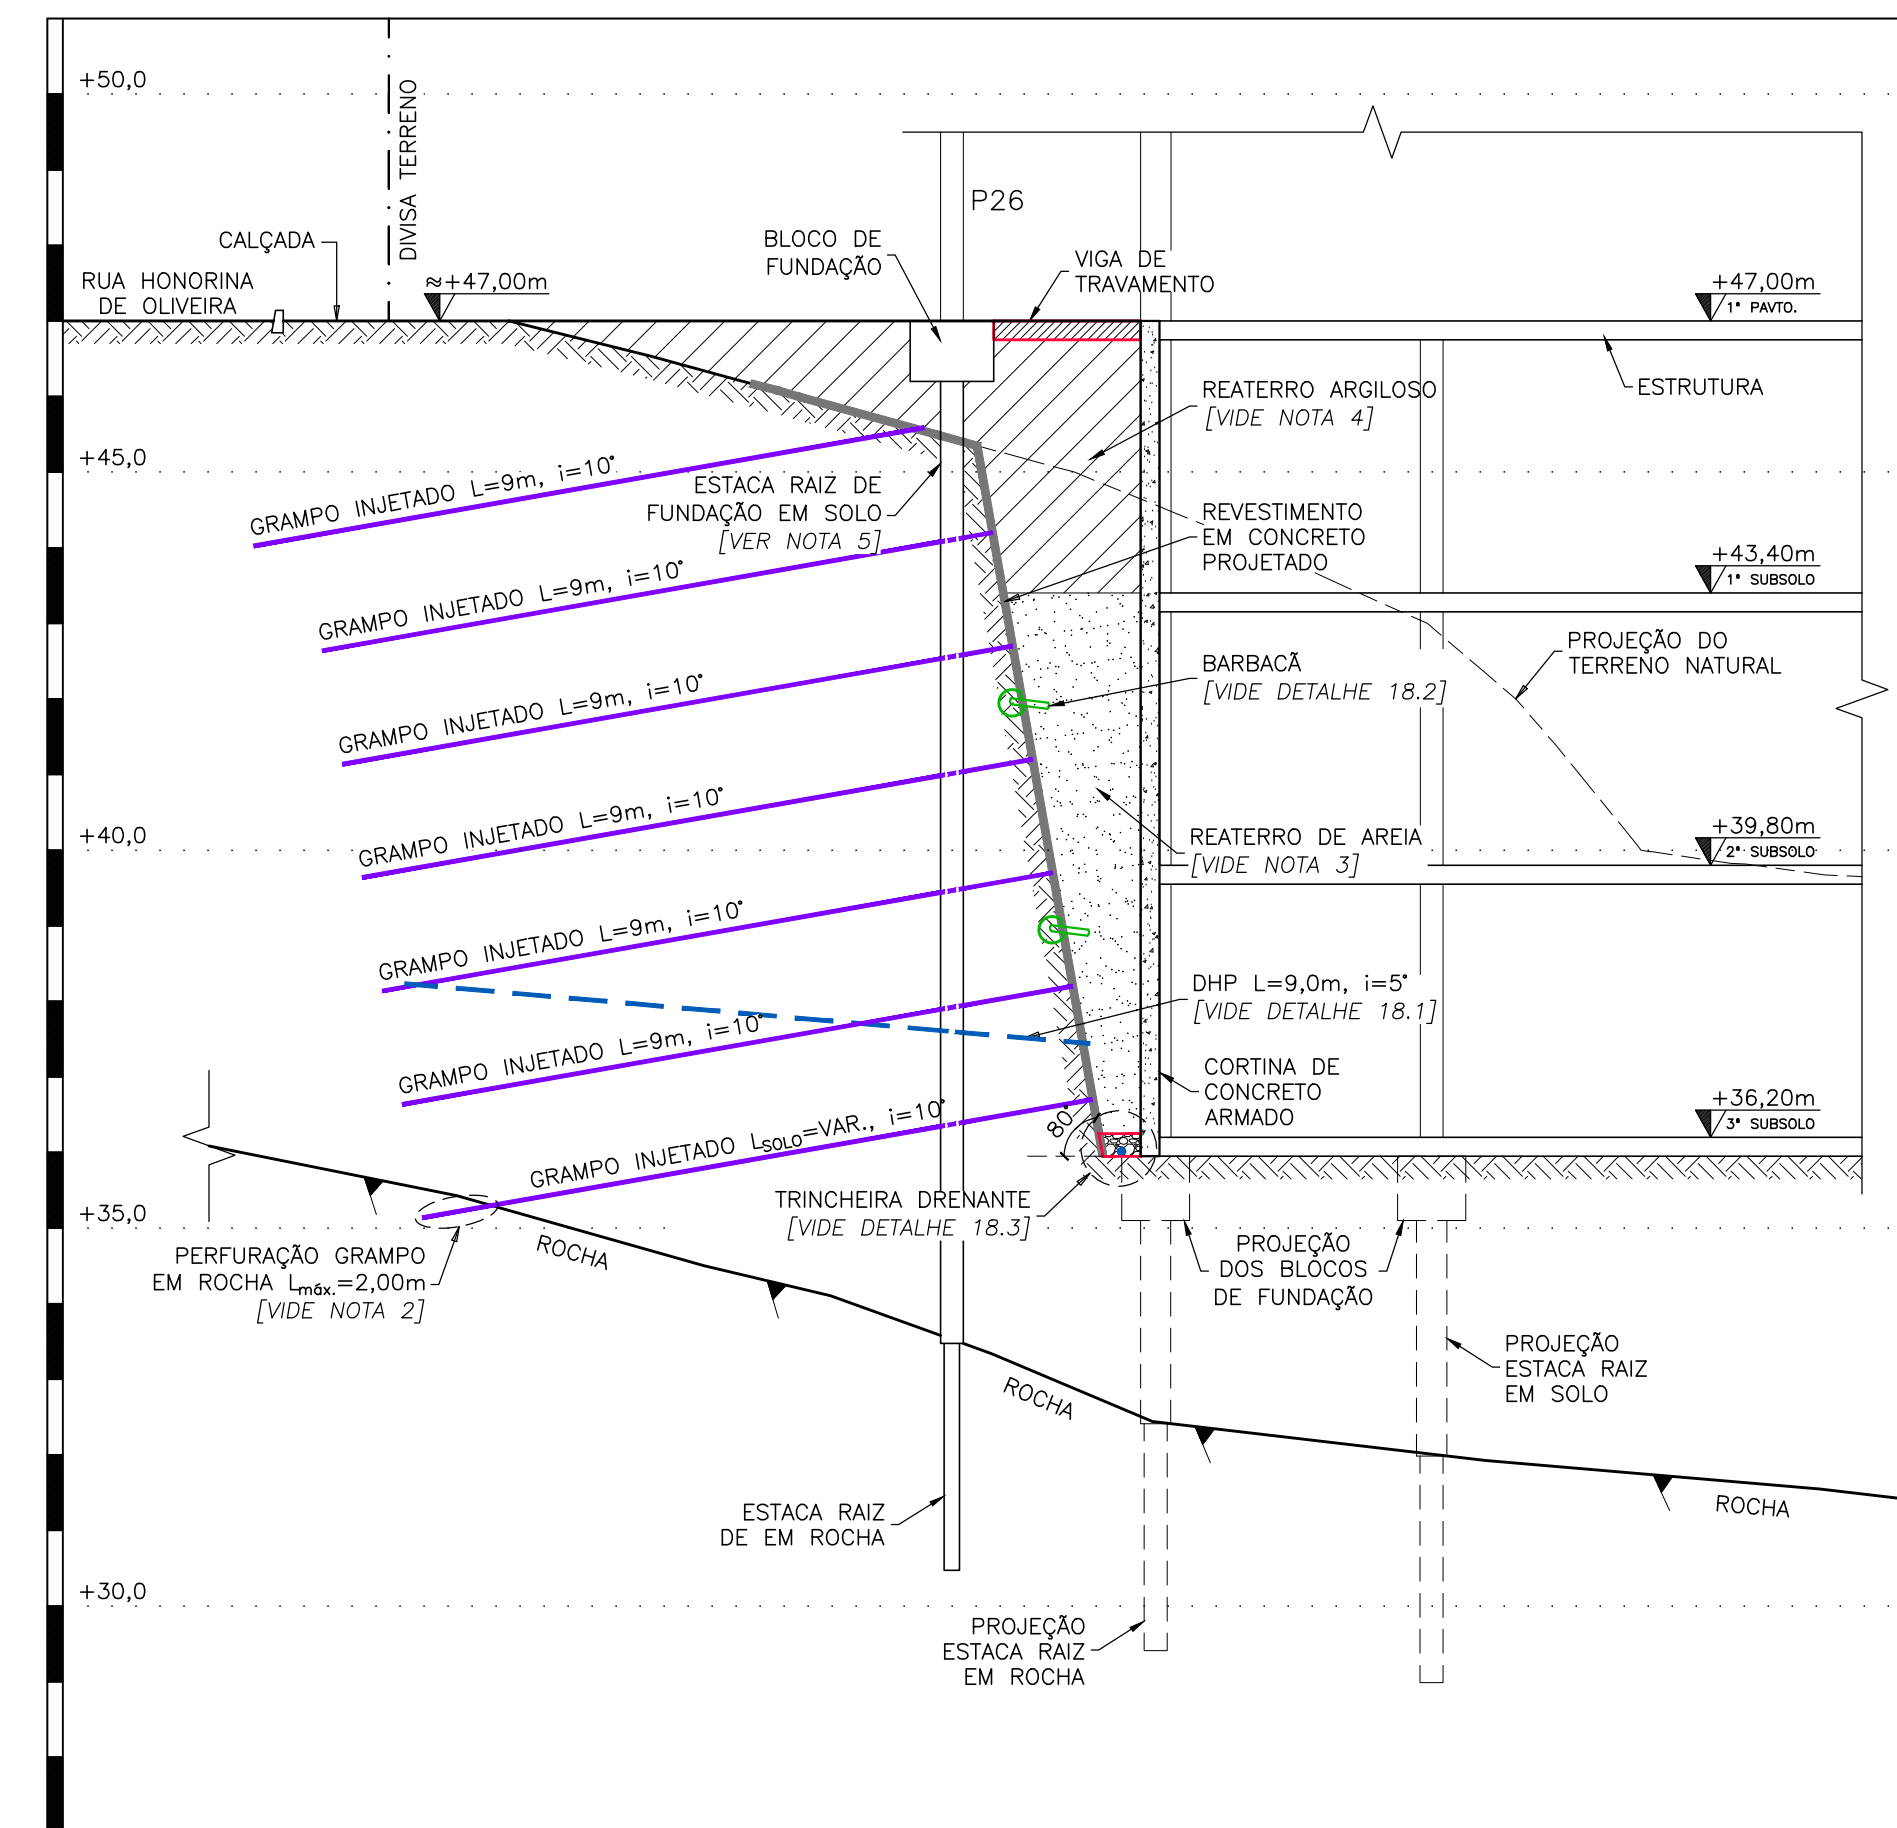 +50,0
DIVISA TERRENO
P26
CALÇADA
BLOCO DE
FUNDAÇÃO
VIGA DE
TRAVAMENTO
RUA HONORINA
DE OLIVEIRA
≈+47,00m
+47,00m
1° PAVTO.
ESTRUTURA
REATERRO ARGILOSO
[VIDE NOTA 4]
+45,0
GRAMPO INJETADO L=9m, i=10°
ESTACA RAIZ DE
FUNDAÇÃO EM SOLO
[VER NOTA 5]
REVESTIMENTO
EM CONCRETO
PROJETADO
+43,40m
1° SUBSOLO
GRAMPO INJETADO L=9m, i=10°
PROJEÇÃO DO
TERRENO NATURAL
BARBACÃ
[VIDE DETALHE 18.2]
GRAMPO INJETADO L=9m, i=10°
+40,0
GRAMPO INJETADO L=9m, i=10°
REATERRO DE AREIA
[VIDE NOTA 3]
+39,80m
2° SUBSOLO
GRAMPO INJETADO L=9m, i=10°
DHP L=9,0m, i=5°
[VIDE DETALHE 18.1]
GRAMPO INJETADO L=9m, i=10°
CORTINA DE
CONCRETO
ARMADO
80°
+36,20m
3° SUBSOLO
GRAMPO INJETADO LSOLO=VAR., i=10°
TRINCHEIRA DRENANTE
[VIDE DETALHE 18.3]
+35,0
PERFURAÇÃO GRAMPO
EM ROCHA Lmáx.=2,00m
[VIDE NOTA 2]
ROCHA
PROJEÇÃO
DOS BLOCOS
DE FUNDAÇÃO
PROJEÇÃO
ESTACA RAIZ
EM SOLO
ROCHA
ROCHA
ESTACA RAIZ
DE EM ROCHA
+30,0
PROJEÇÃO
ESTACA RAIZ
EM ROCHA